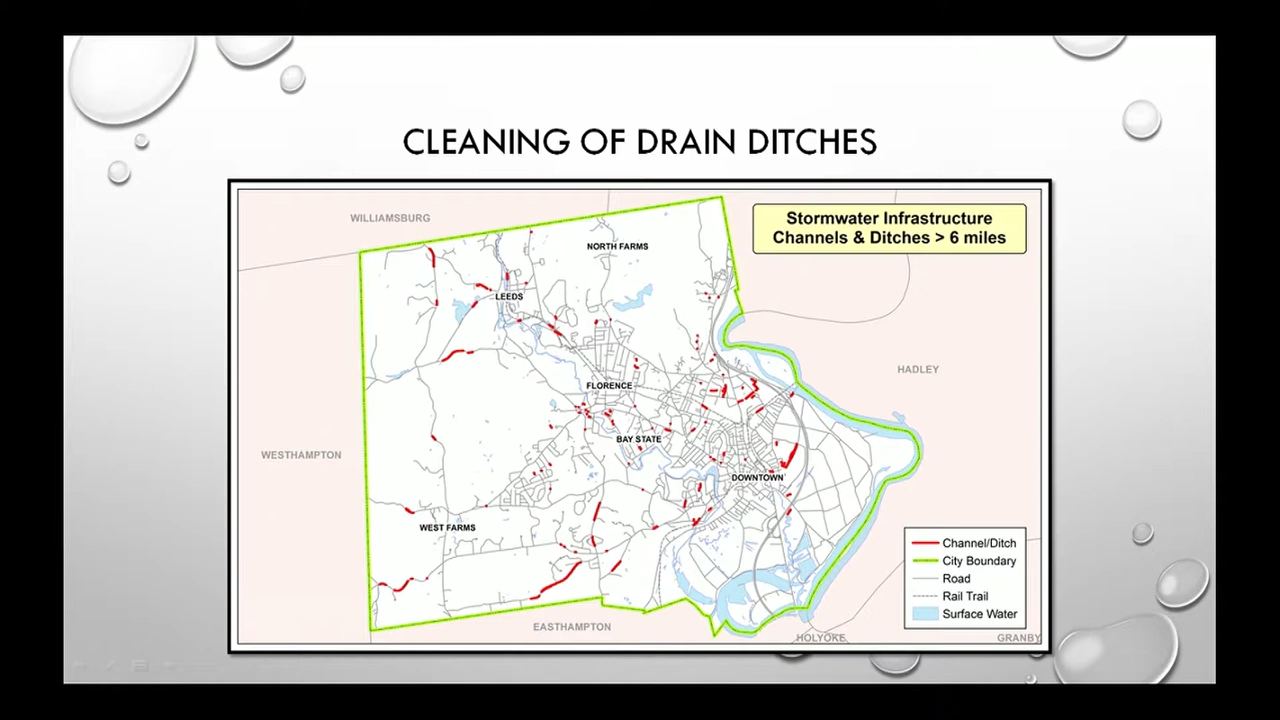 CLEANING OF DRAIN DITCHES
Stormwater Infrastructure
Channels & Ditches > 6 miles
WILLIAMSBURG
NORTH FARMS
LEEDS
HADLEY
FLORENCE
BAY STATE
WESTHAMPTON
DOWNTOWN
WEST FARMS
Channel/Ditch
City Boundary
Road
Rail Trail
Surface Water
EASTHAMPTON
HOLYOKE
GRANBY